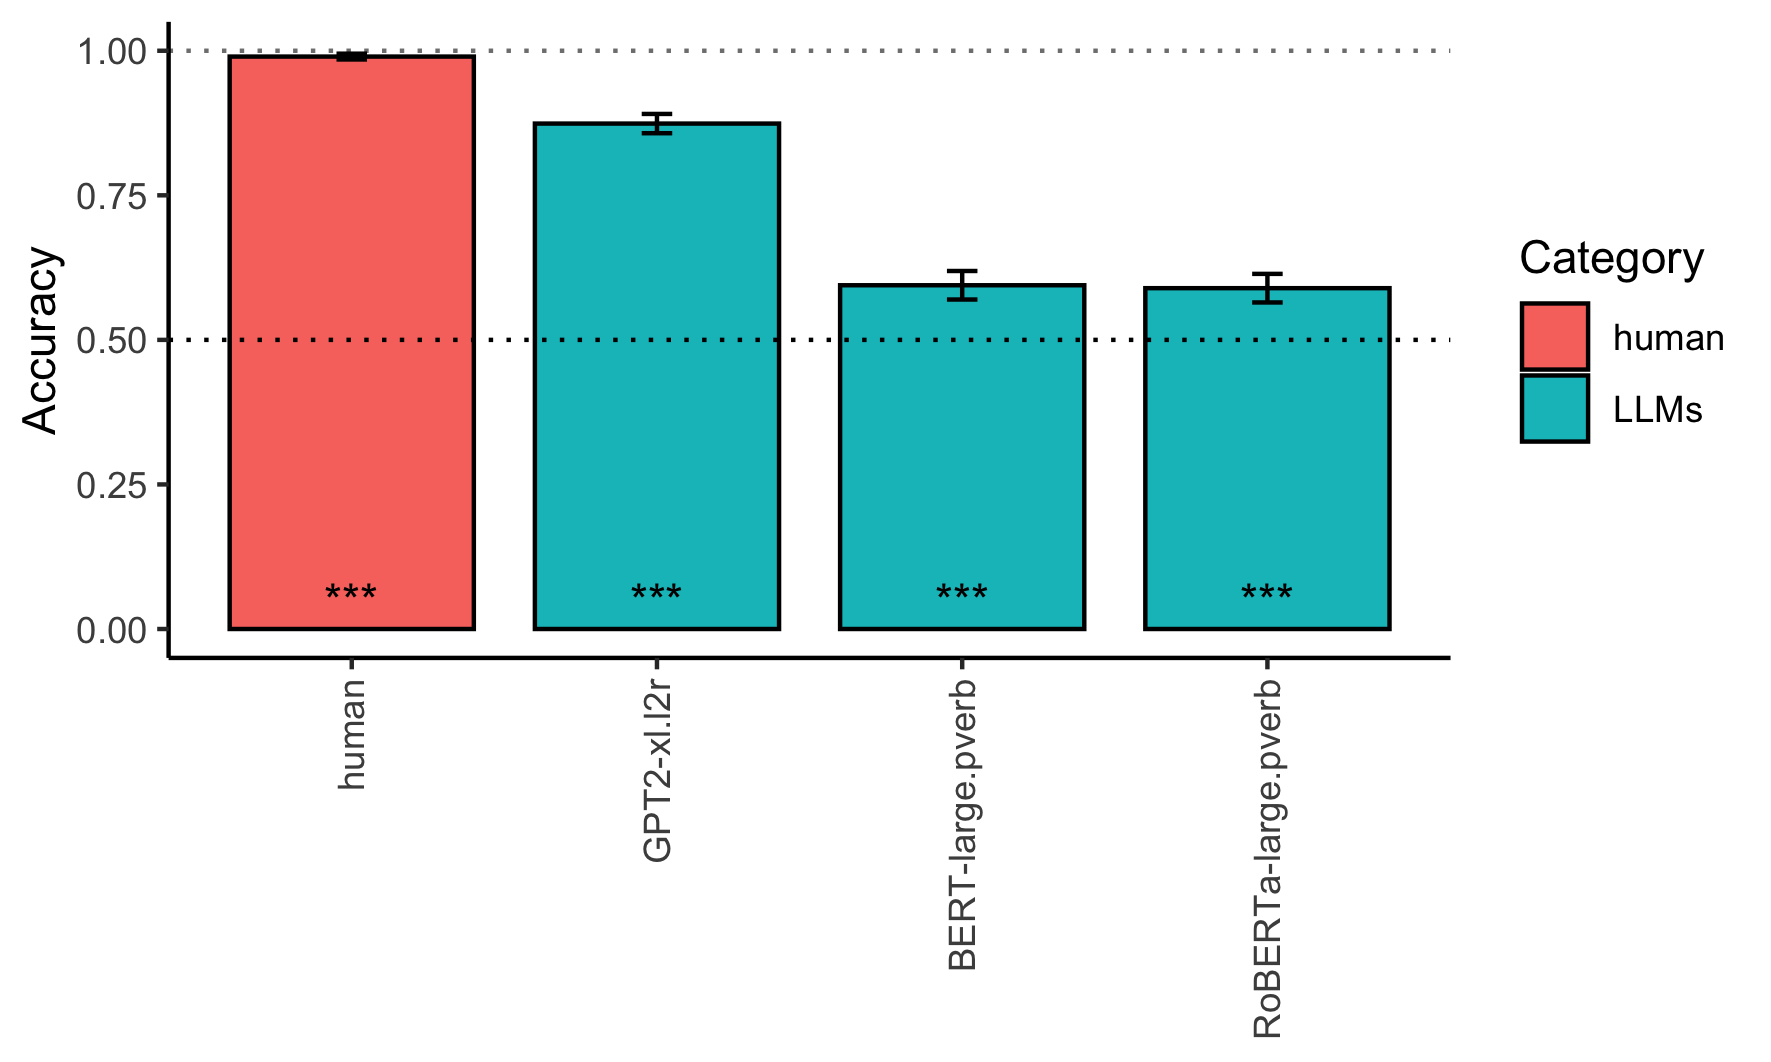 Accuracy
1.00
0.75
0.50
0.25
0.00
***
***
***
***
human
GPT2-xl.l2r
BERT-large.pverb
RoBERTa-large.pverb
Category
human
LLMs